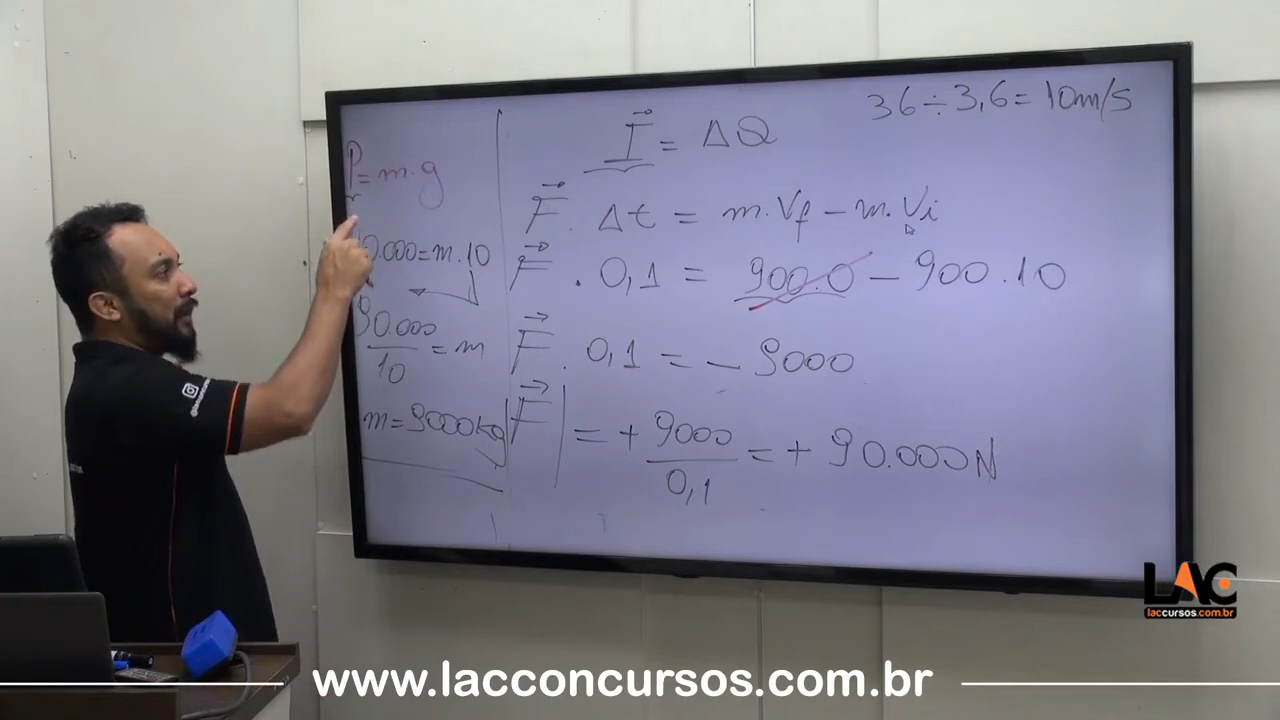 36÷3,6=10m/s
I = ΔQ
P=m.g
F . Δt = m.Vf - m.Vi
90.000=m.10
F . 0,1 = 900.0 - 900.10
90.000/10 = m
F . 0,1 = - 9000
m=9000kg
|F| = + 9000/0,1 = + 90.000N
LAC
laccursos.com.br
www.lacconcursos.com.br